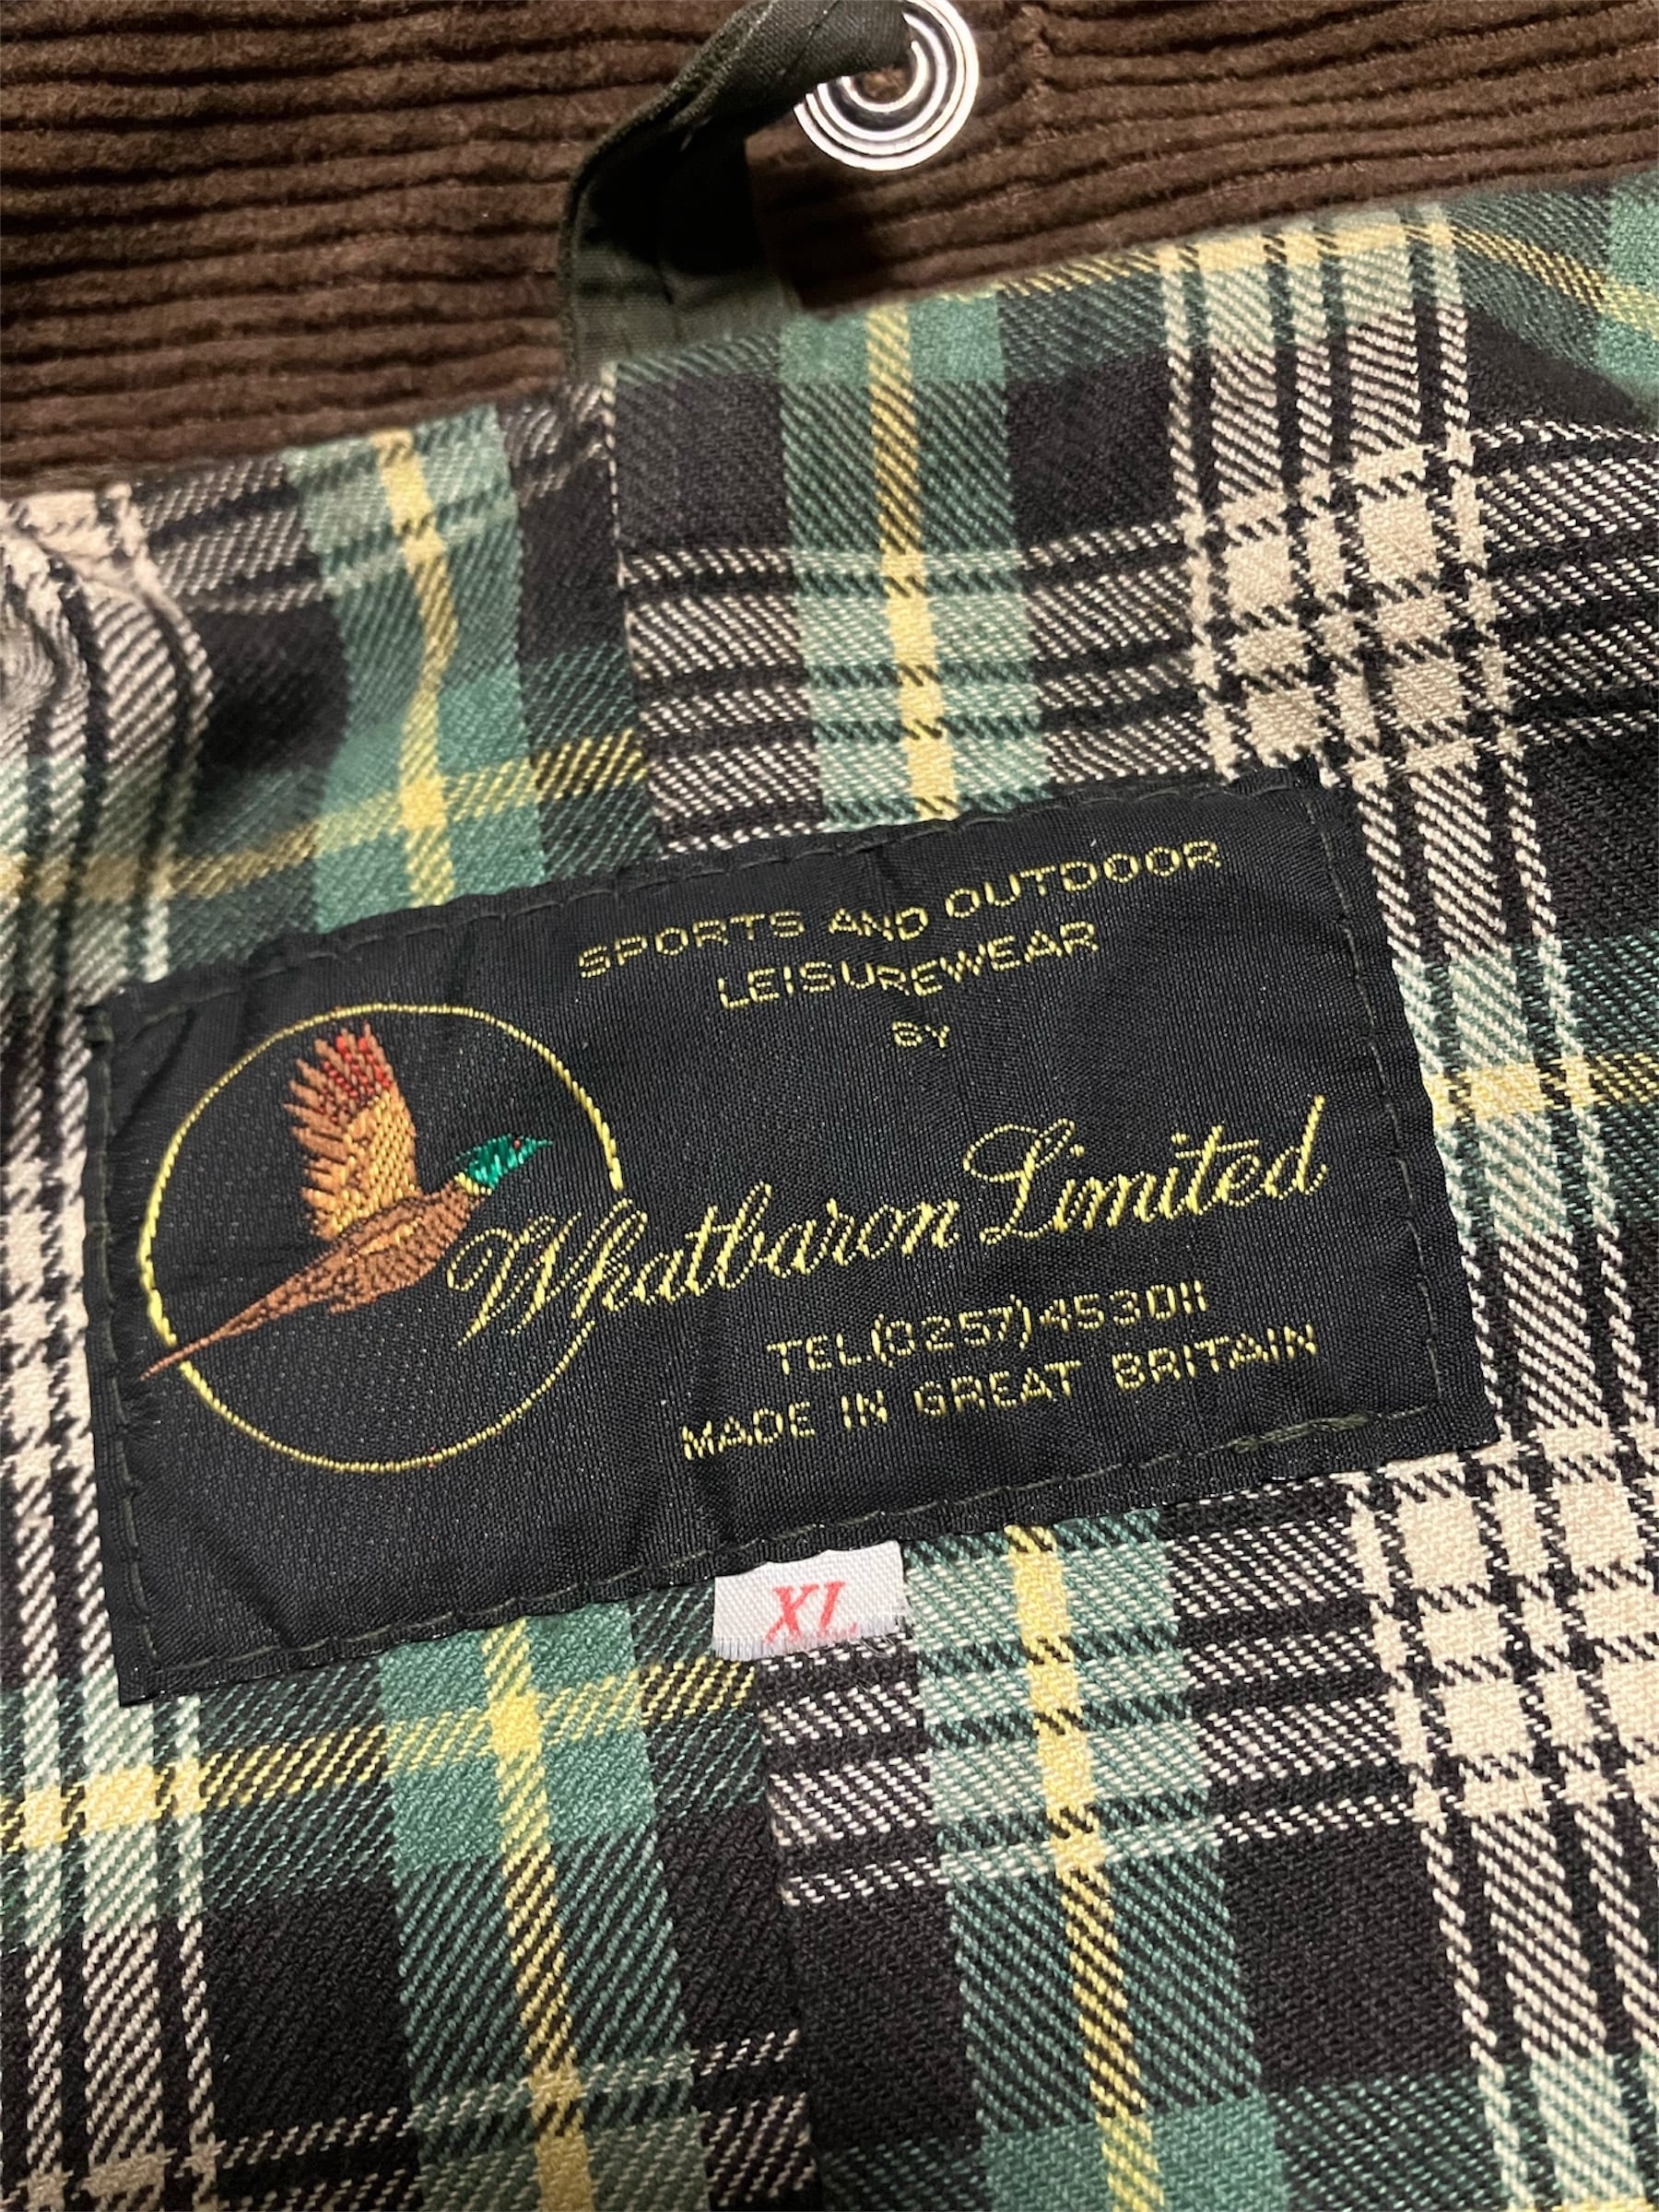 SPORTS AND OUTDOOR
LEISUREWEAR
BY
Whatbaron Limited
TEL(0257)453011
MADE IN GREAT BRITAIN
XL